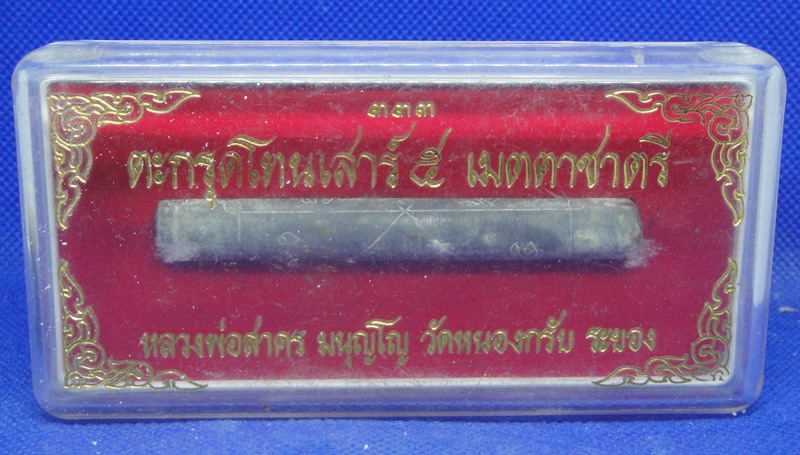 ๓๓๓
ตะกรุดโทนเสาร์ ๕ เมตตาชาตรี
หลวงพ่อสาคร มนุญฺโญ วัดหนองกรับ ระยอง